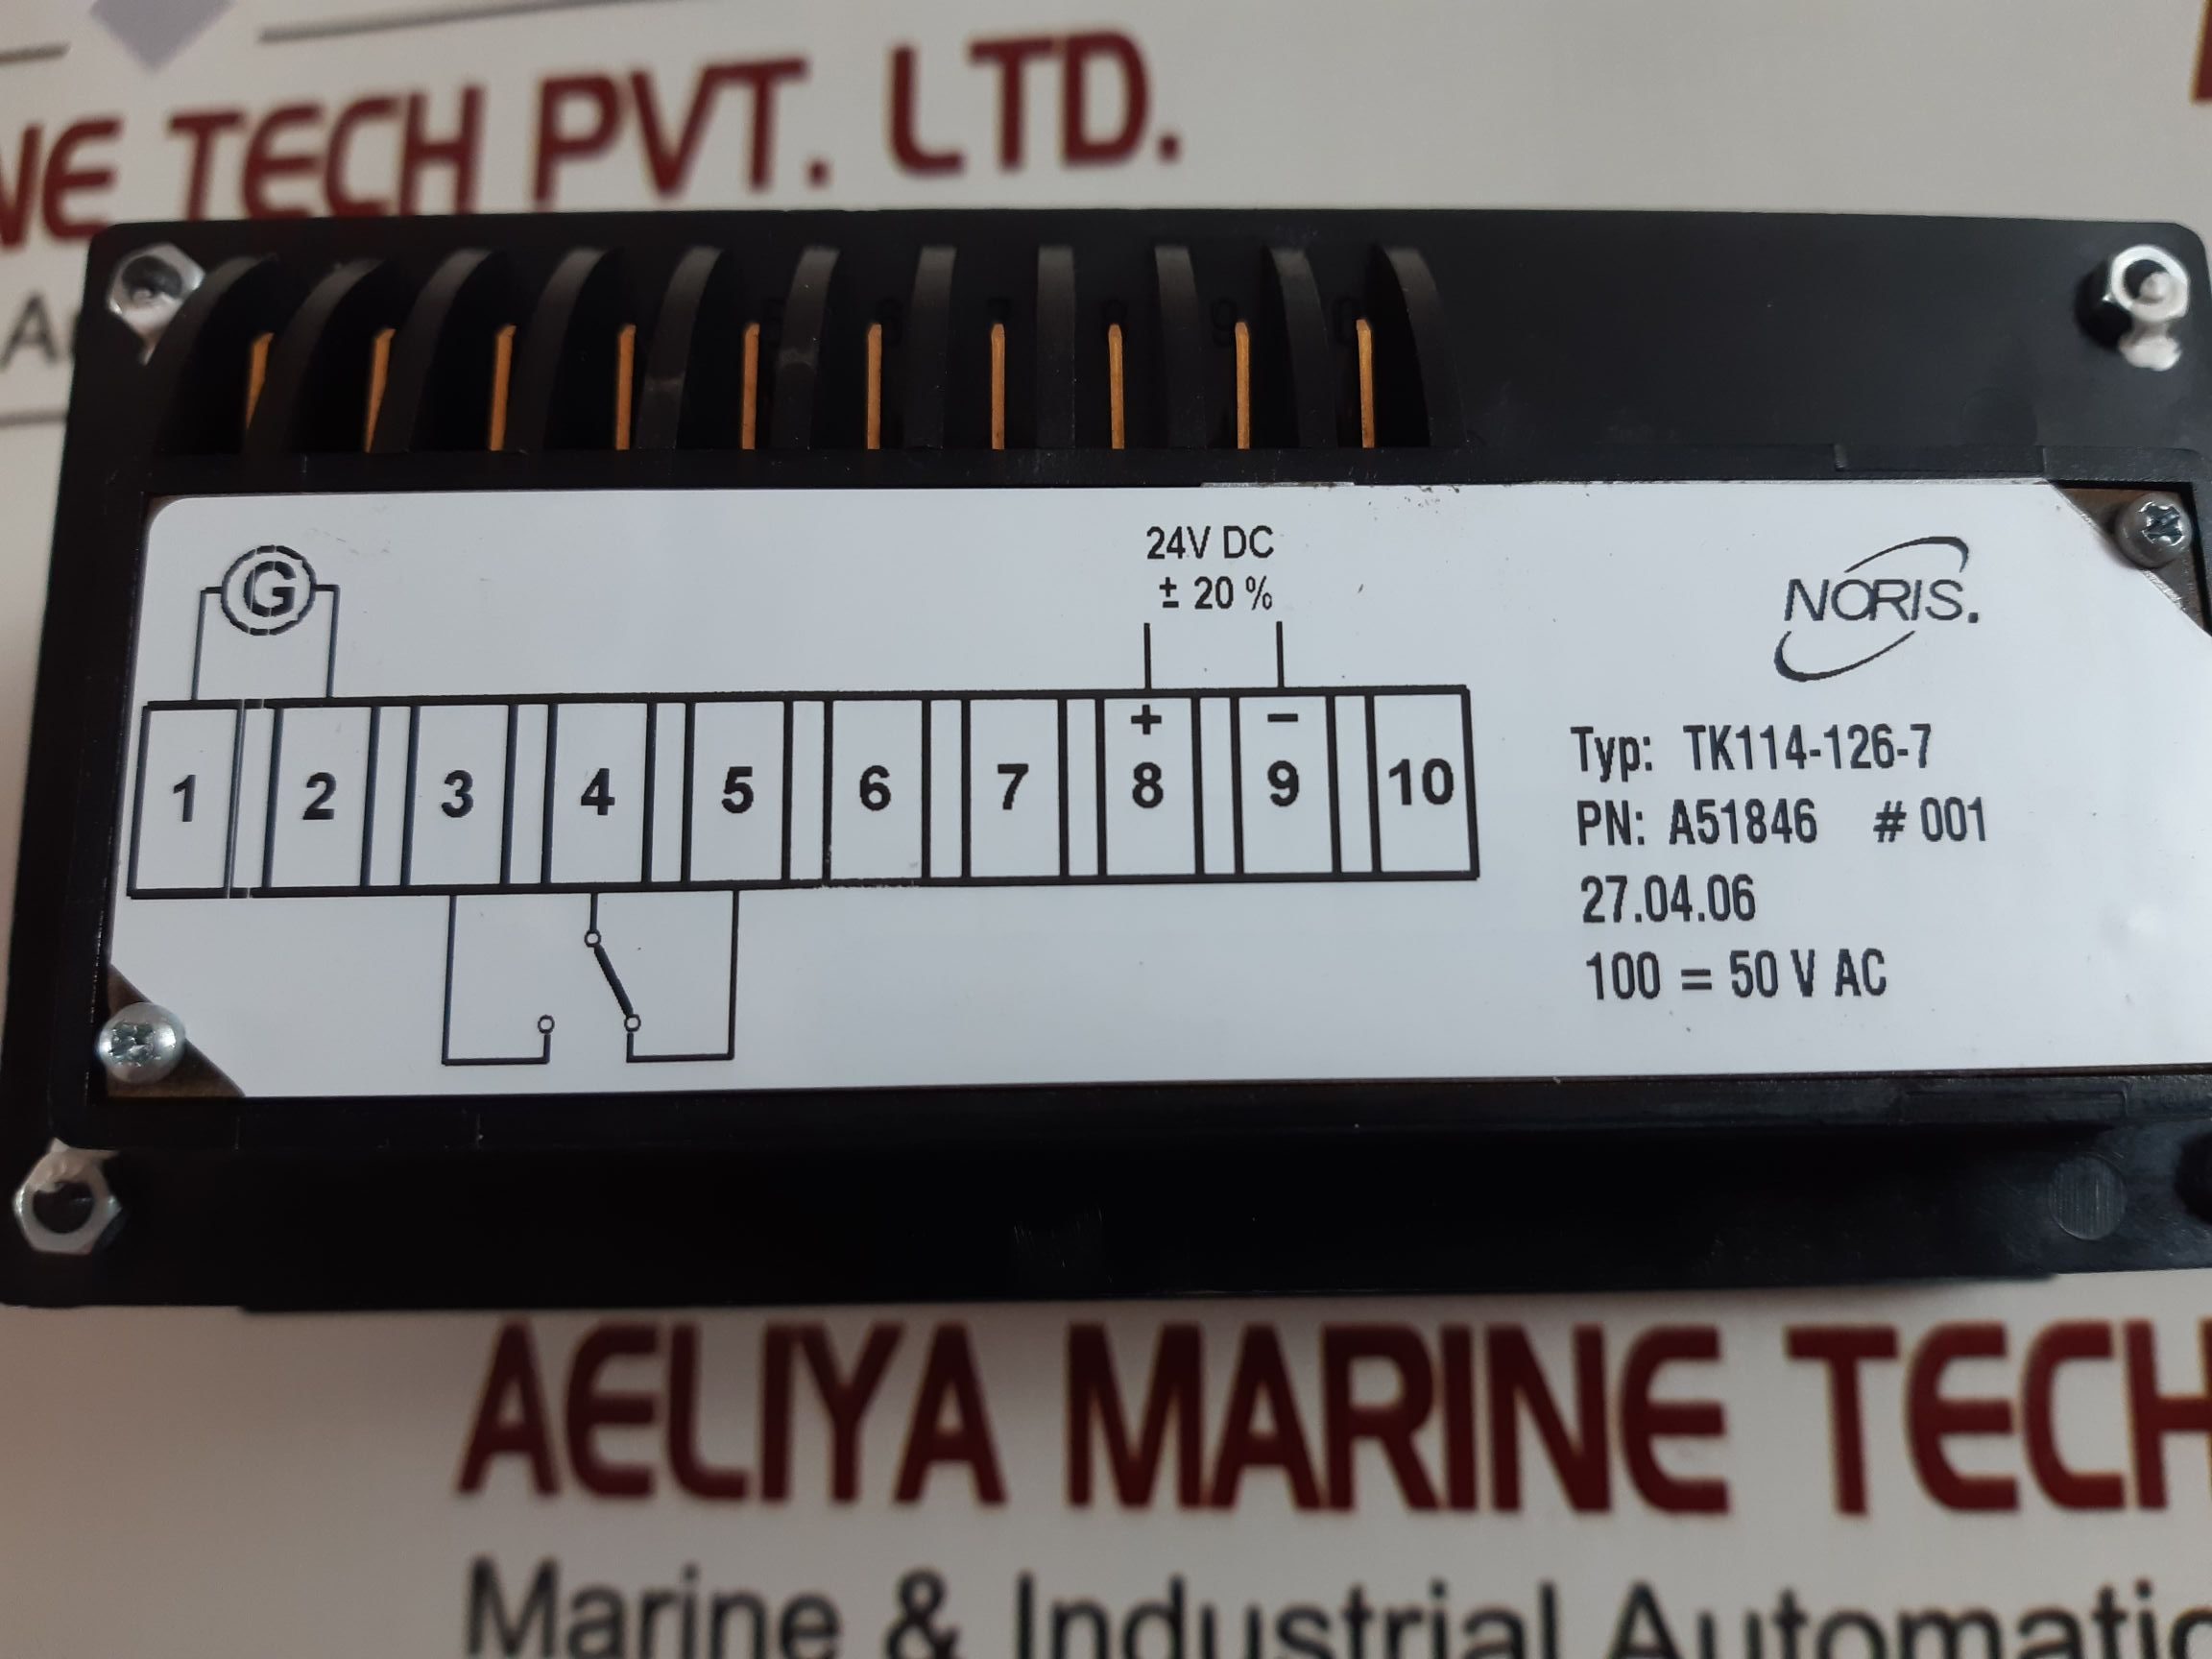 NE TECH PVT. LTD.
A
G
24V DC
± 20 %
+ −
1 2 3 4 5 6 7 8 9 10
NORIS.
Typ: TK114-126-7
PN: A51846 # 001
27.04.06
100 = 50 V AC
AELIYA MARINE TECH
Marine & Industrial Automatic